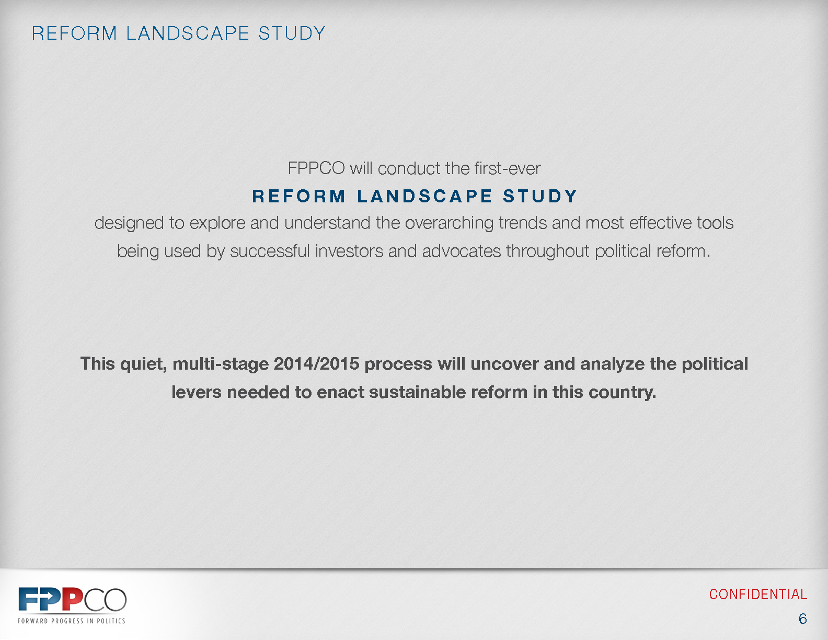 REFORM LANDSCAPE STUDY
FPPCO will conduct the first-ever
REFORM LANDSCAPE STUDY
designed to explore and understand the overarching trends and most effective tools
being used by successful investors and advocates throughout political reform.
This quiet, multi-stage 2014/2015 process will uncover and analyze the political
levers needed to enact sustainable reform in this country.
FPPCO
FORWARD PROGRESS IN POLITICS
CONFIDENTIAL
6